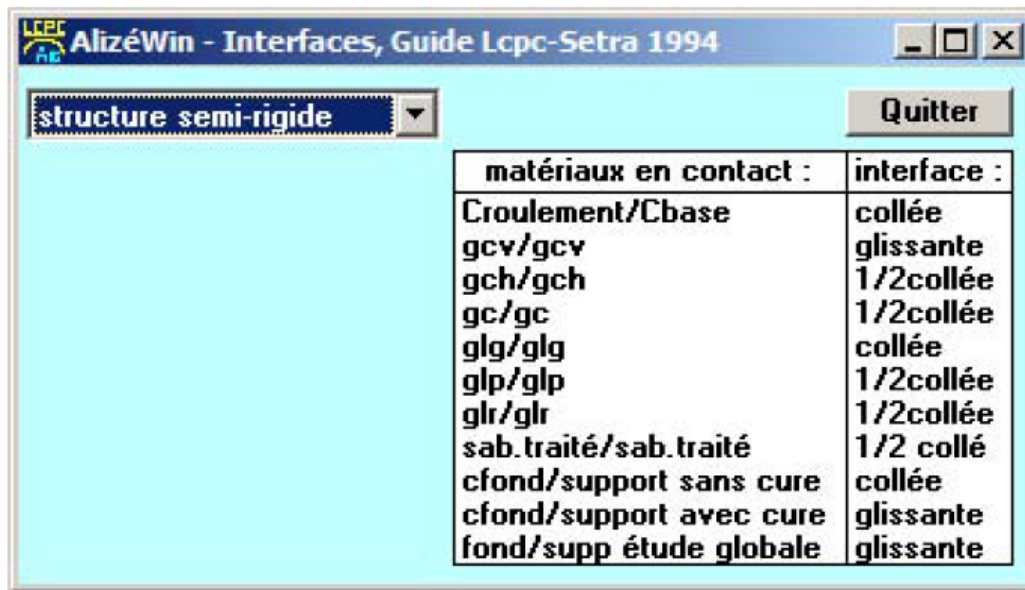 LCPC AlizéWin - Interfaces, Guide Lcpc-Setra 1994
structure semi-rigide Quitter
matériaux en contact : interface :
Croulement/Cbase collée
gcv/gcv glissante
gch/gch 1/2collée
gc/gc 1/2collée
glg/glg collée
glp/glp 1/2collée
glr/glr 1/2collée
sab.traité/sab.traité 1/2 collé
cfond/support sans cure collée
cfond/support avec cure glissante
fond/supp étude globale glissante